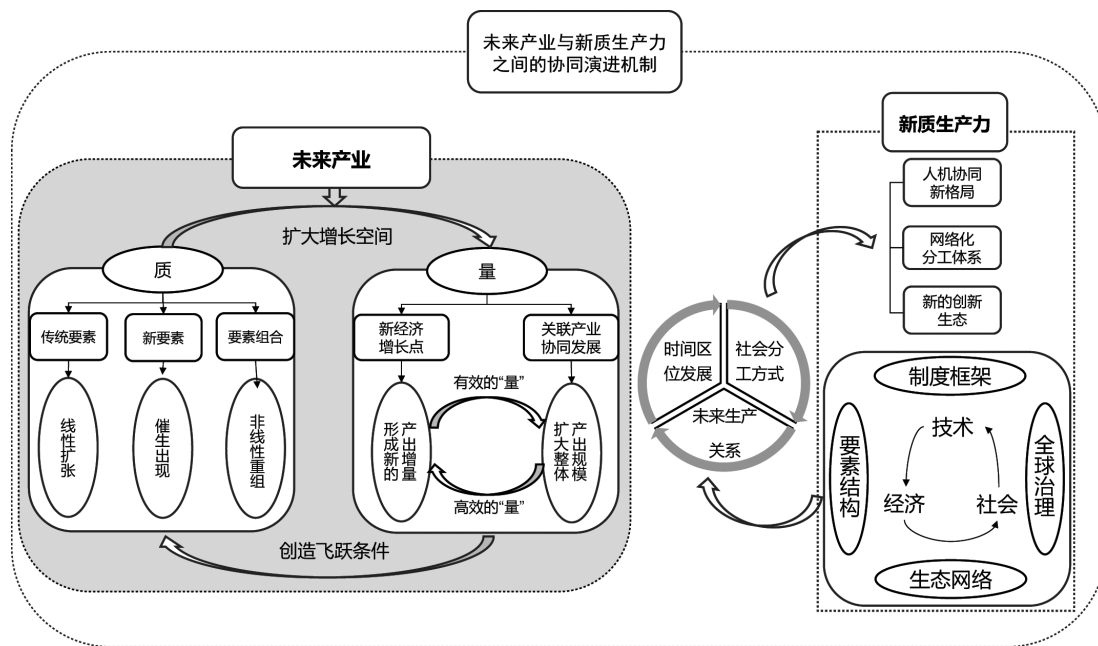 未来产业与新质生产力
之间的协同演进机制
未来产业
扩大增长空间
质
传统要素
新要素
要素组合
线性扩张
催生出现
非线性重组
量
新经济
增长点
关联产业
协同发展
有效的“量”
形成新的
产出增量
扩大整体
产出规模
高效的“量”
创造飞跃条件
时间区
位发展
社会分
工方式
未来生产
关系
新质生产力
人机协同
新格局
网络化
分工体系
新的创新
生态
制度框架
要素结构
技术
经济
社会
全球治理
生态网络